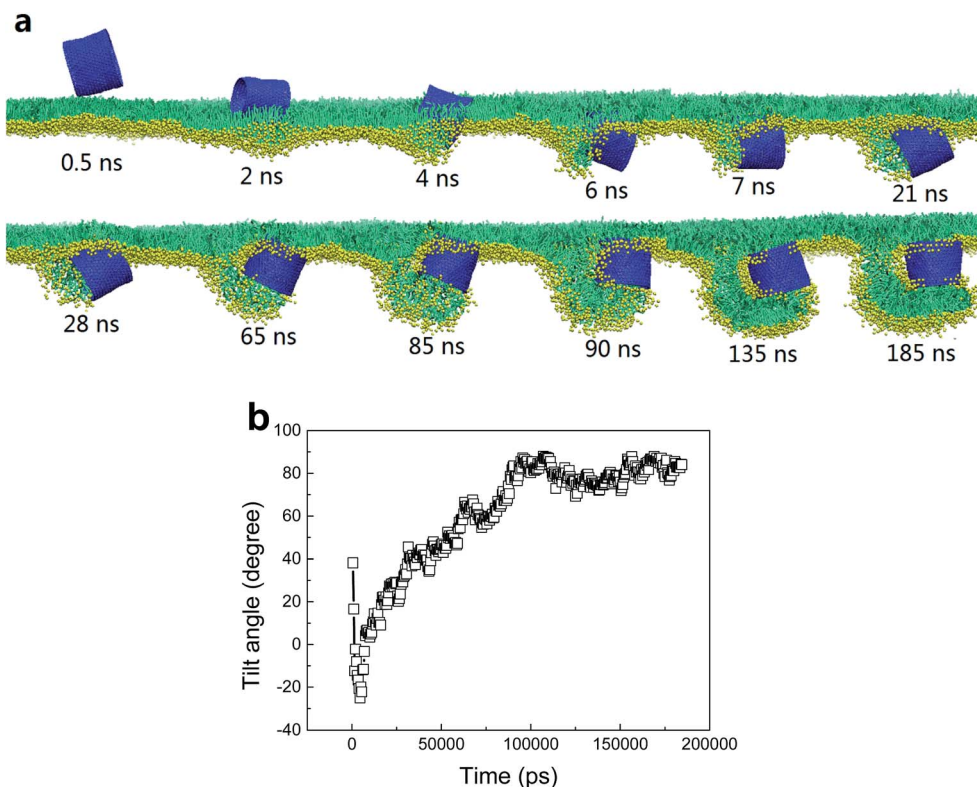 a
0.5 ns
2 ns
4 ns
6 ns
7 ns
21 ns
28 ns
65 ns
85 ns
90 ns
135 ns
185 ns
b
100
80
60
40
20
0
-20
-40
Tilt angle (degree)
0
50000
100000
150000
200000
Time (ps)